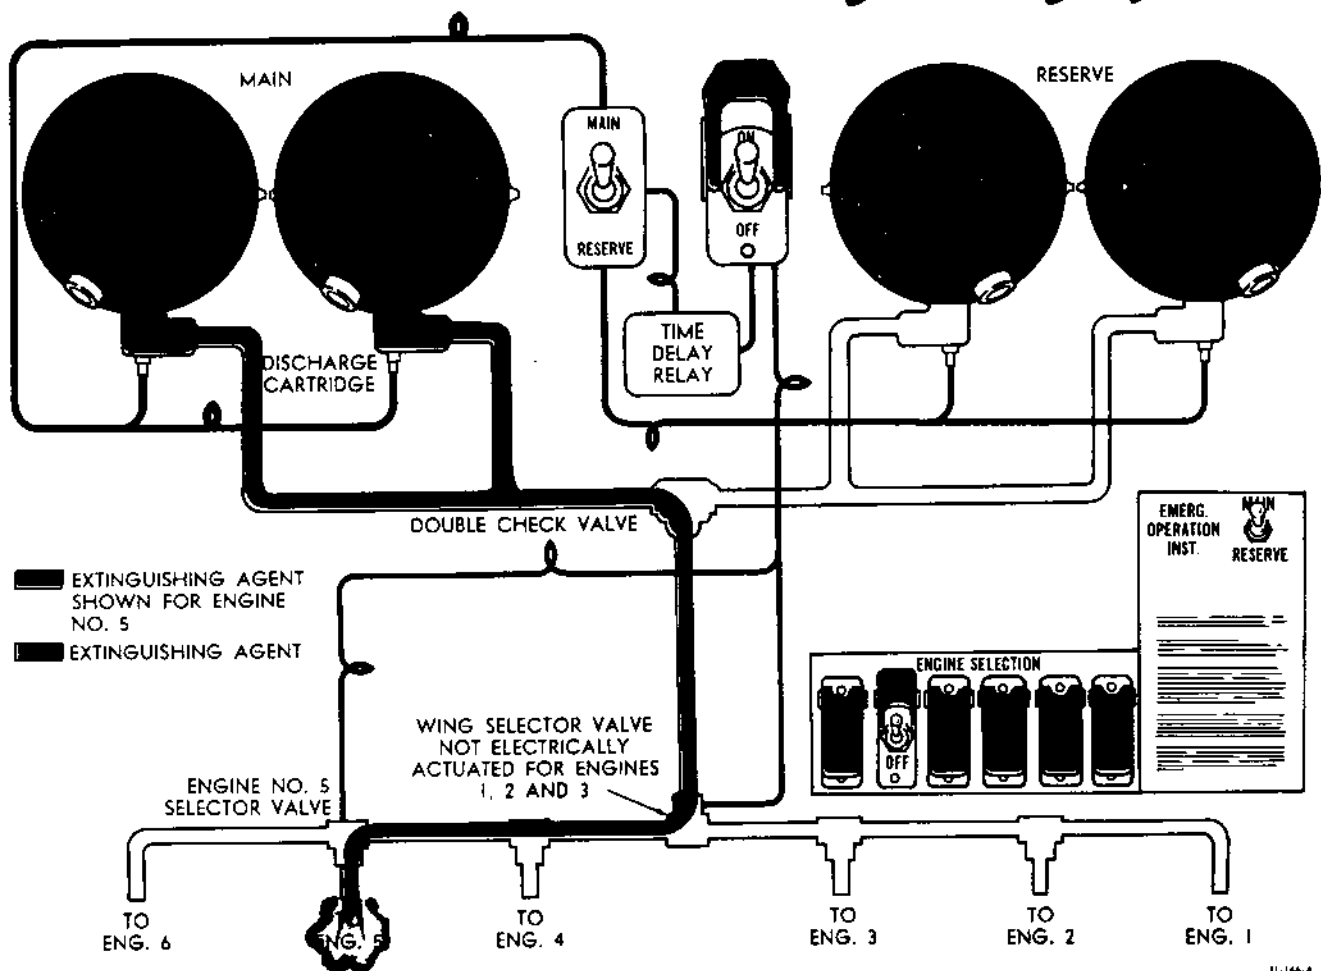 MAIN
RESERVE
MAIN
RESERVE
ON
OFF
TIME
DELAY
RELAY
DISCHARGE
CARTRIDGE
DOUBLE CHECK VALVE
EXTINGUISHING AGENT
SHOWN FOR ENGINE
NO. 5
EXTINGUISHING AGENT
EMERG.
OPERATION
INST.
MAIN
RESERVE
ENGINE SELECTION
OFF
WING SELECTOR VALVE
NOT ELECTRICALLY
ACTUATED FOR ENGINES
1, 2 AND 3
ENGINE NO. 5
SELECTOR VALVE
TO
ENG. 6
ENG. 5
TO
ENG. 4
TO
ENG. 3
TO
ENG. 2
TO
ENG. 1